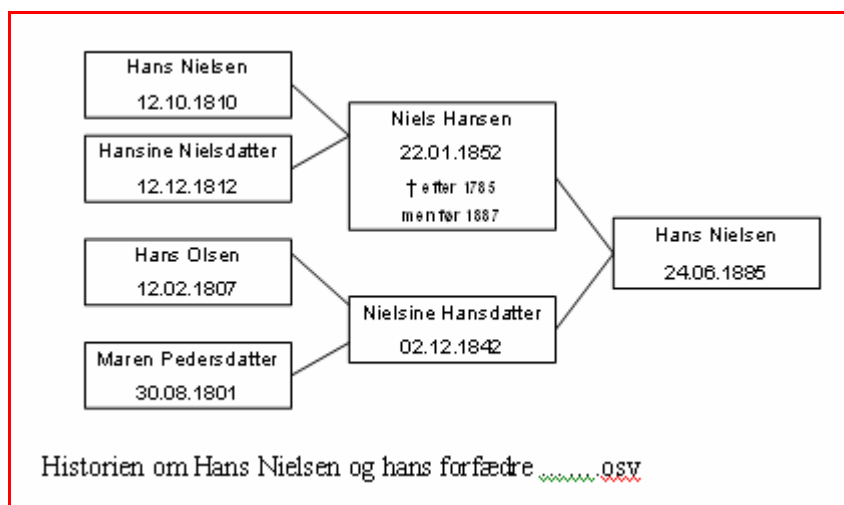 Hans Nielsen
12.10.1810
Hansine Nielsdatter
12.12.1812
Hans Olsen
12.02.1807
Maren Pedersdatter
30.08.1801
Niels Hansen
22.01.1852
† efter 1785
men før 1887
Nielsine Hansdatter
02.12.1842
Hans Nielsen
24.06.1885
Historien om Hans Nielsen og hans forfædre ........osv